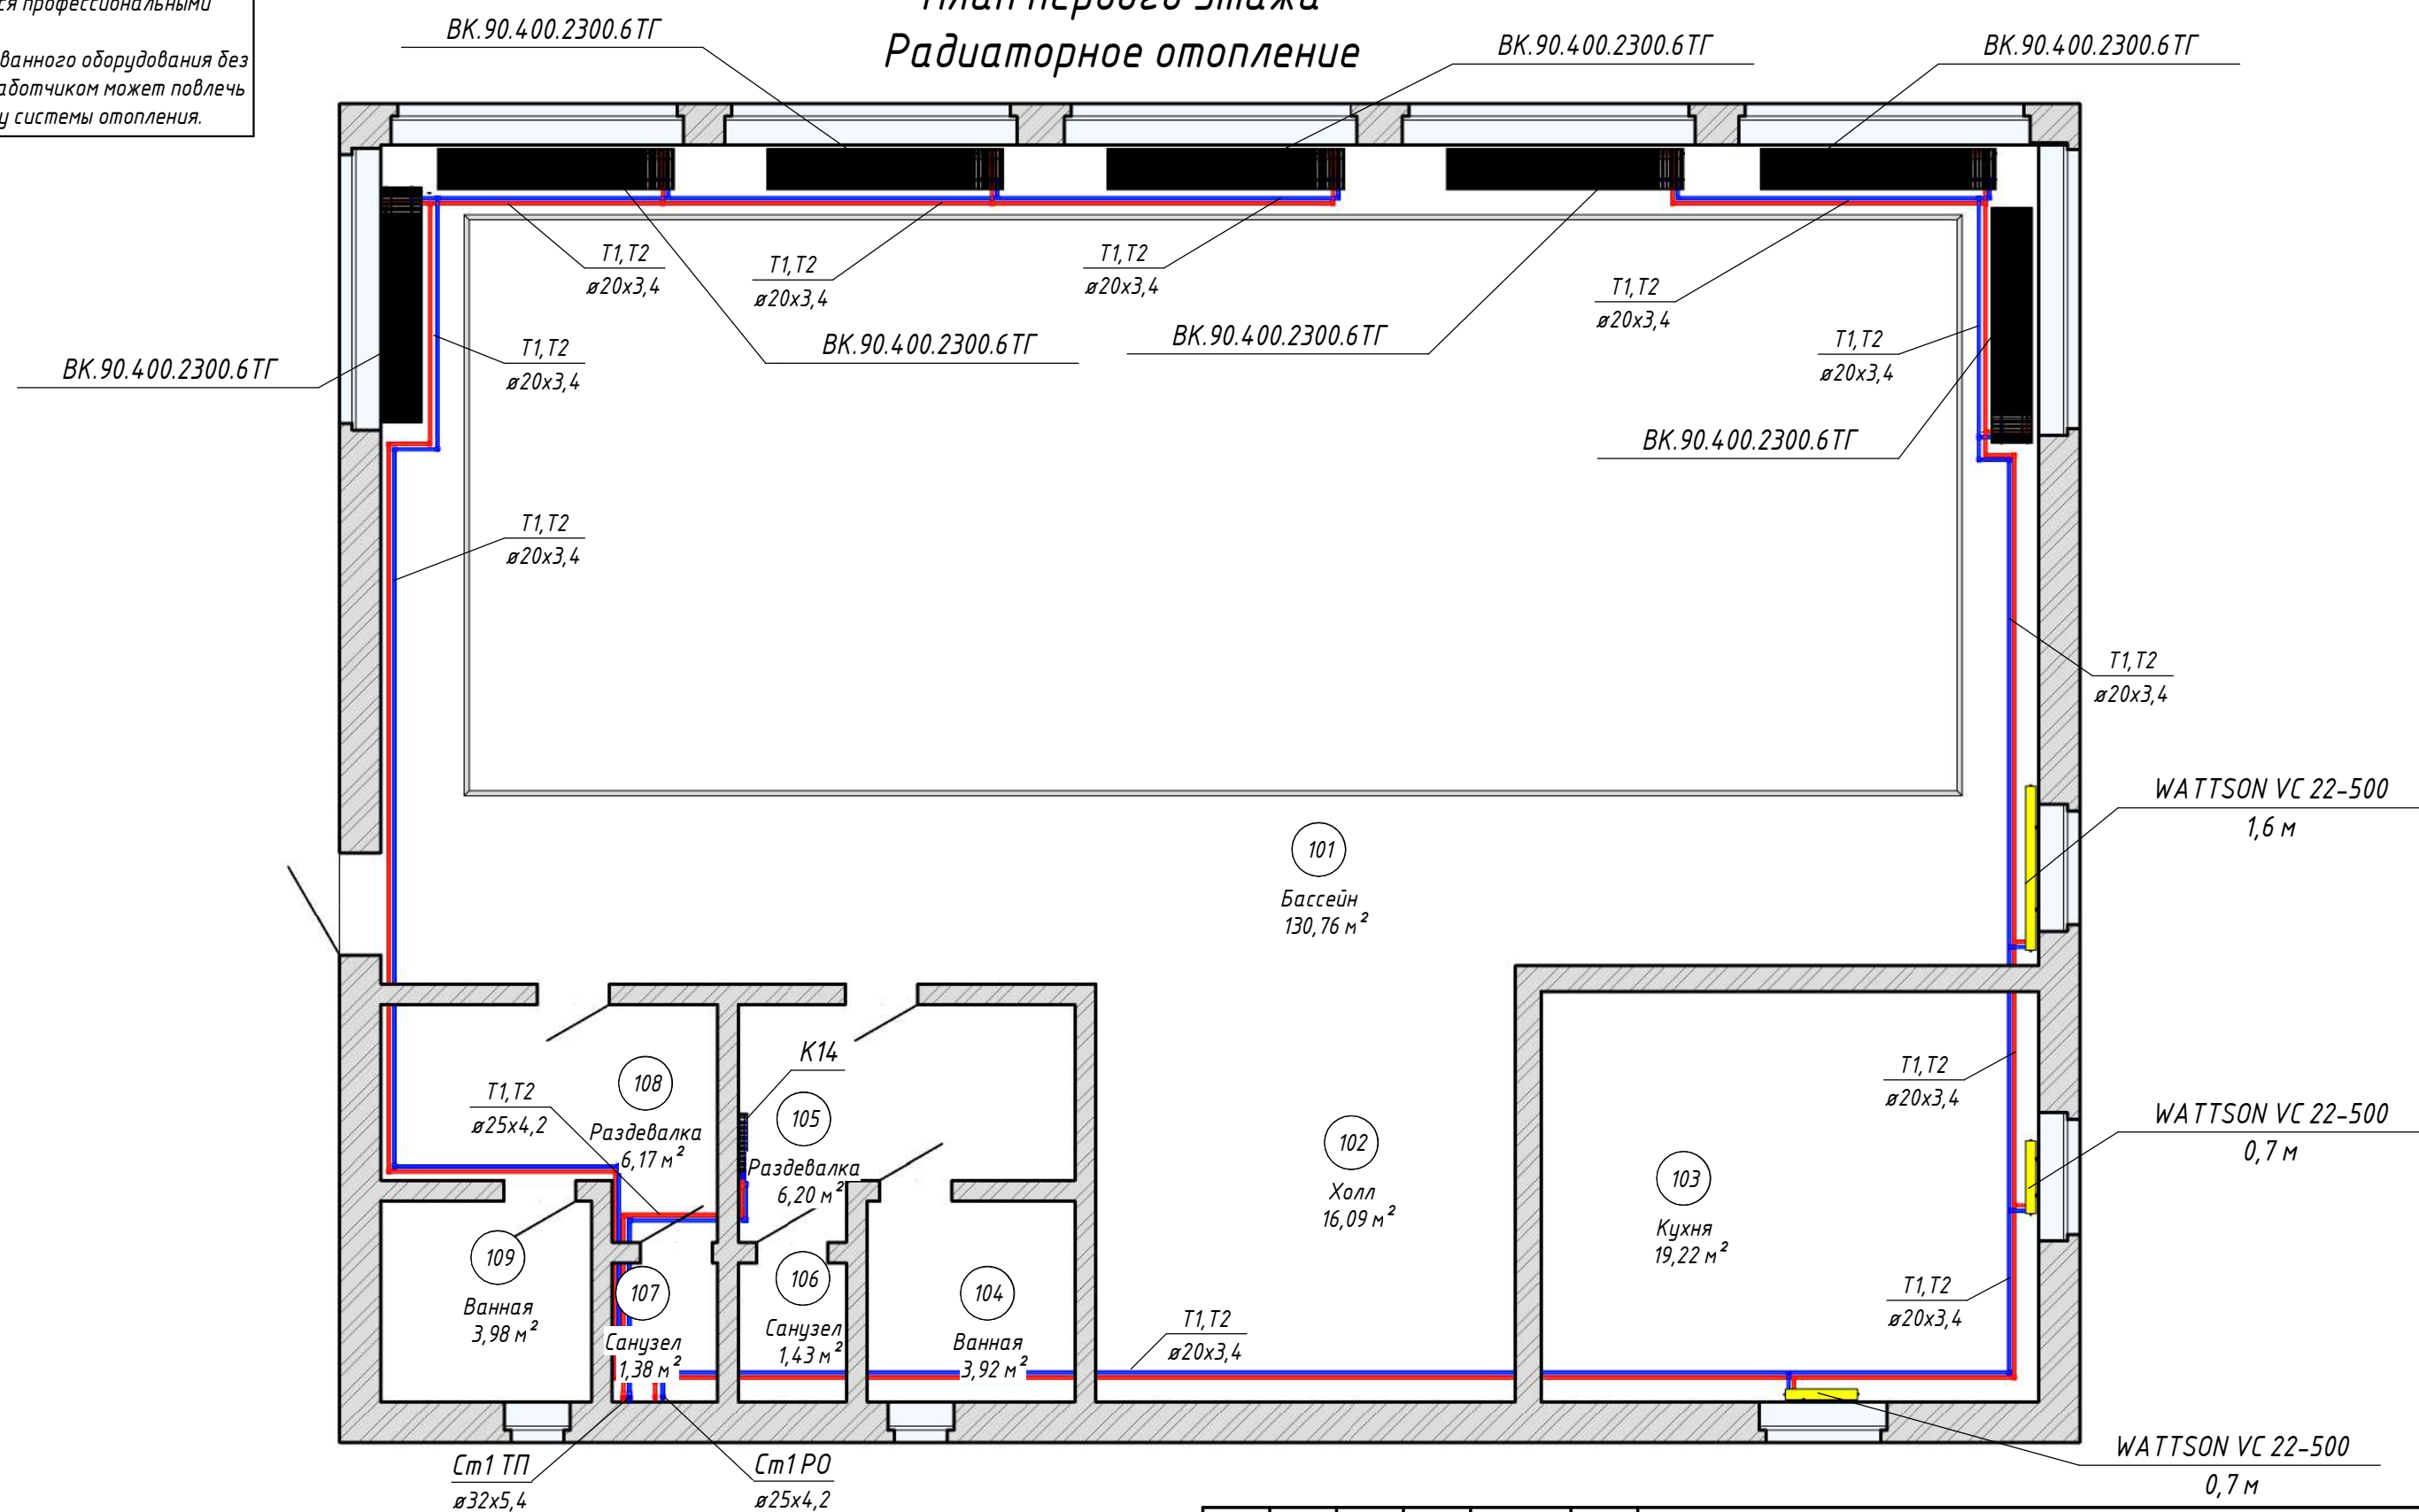 ся профессиональными
ванного оборудования без
аботчиком может повлечь
у системы отопления.
План первого этажа
Радиаторное отопление
ВК.90.400.2300.6ТГ
ВК.90.400.2300.6ТГ
ВК.90.400.2300.6ТГ
Т1,Т2
ø20х3,4
Т1,Т2
ø20х3,4
Т1,Т2
ø20х3,4
Т1,Т2
ø20х3,4
ВК.90.400.2300.6ТГ
Т1,Т2
ø20х3,4
ВК.90.400.2300.6ТГ
ВК.90.400.2300.6ТГ
Т1,Т2
ø20х3,4
ВК.90.400.2300.6ТГ
Т1,Т2
ø20х3,4
Т1,Т2
ø20х3,4
WATTSON VC 22-500
1,6 м
101
Бассейн
130,76 м²
К14
Т1,Т2
ø25х4,2
108
Раздевалка
6,17 м²
105
Раздевалка
6,20 м²
102
Холл
16,09 м²
103
Кухня
19,22 м²
Т1,Т2
ø20х3,4
WATTSON VC 22-500
0,7 м
109
Ванная
3,98 м²
107
Санузел
1,38 м²
106
Санузел
1,43 м²
104
Ванная
3,92 м²
Т1,Т2
ø20х3,4
Т1,Т2
ø20х3,4
Ст1 ТП
ø32х5,4
Ст1 РО
ø25х4,2
WATTSON VC 22-500
0,7 м